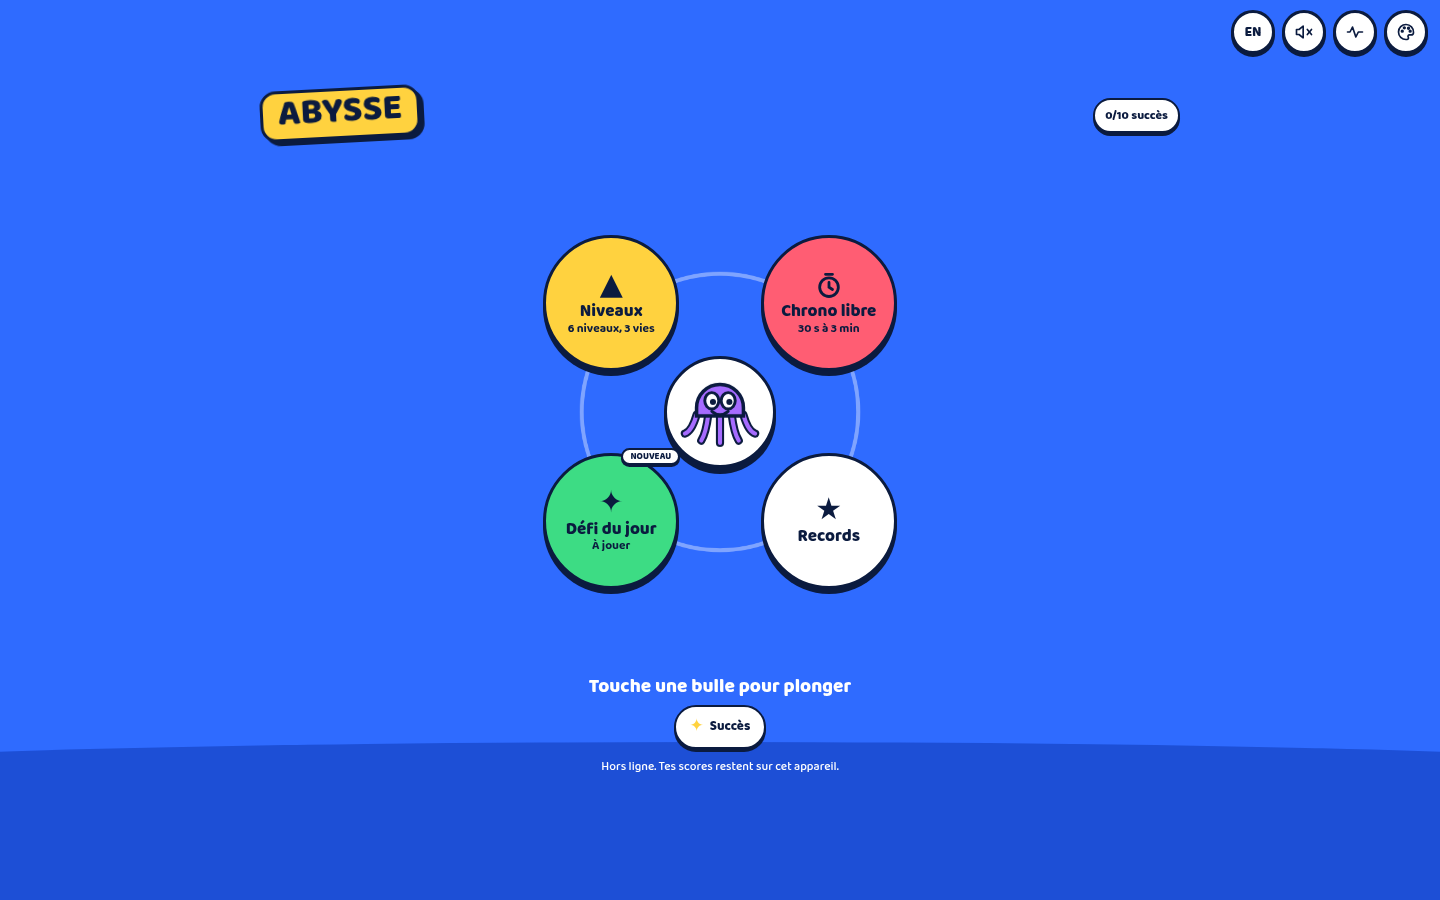 EN
ABYSSE
0/10 succès
Niveaux
6 niveaux, 3 vies
Chrono libre
30 s à 3 min
NOUVEAU
Défi du jour
À jouer
Records
Touche une bulle pour plonger
Succès
Hors ligne. Tes scores restent sur cet appareil.